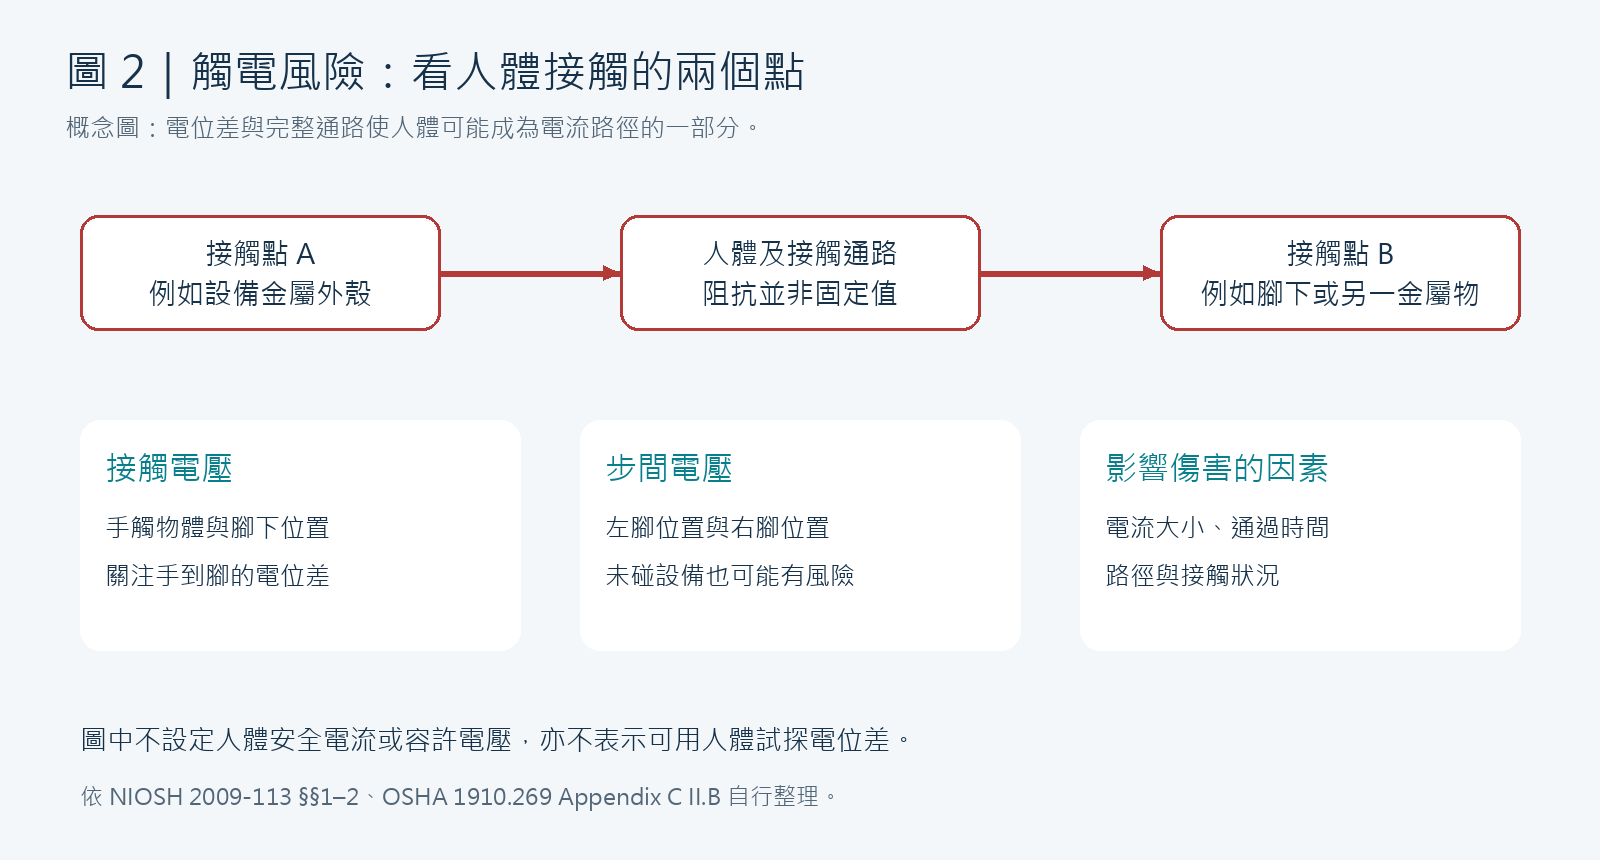 圖 2｜觸電風險：看人體接觸的兩個點
概念圖：電位差與完整通路使人體可能成為電流路徑的一部分。
接觸點 A
例如設備金屬外殼
人體及接觸通路
阻抗並非固定值
接觸點 B
例如腳下或另一金屬物
接觸電壓
手觸物體與腳下位置
關注手到腳的電位差
步間電壓
左腳位置與右腳位置
未碰設備也可能有風險
影響傷害的因素
電流大小、通過時間
路徑與接觸狀況
圖中不設定人體安全電流或容許電壓，亦不表示可用人體試探電位差。
依 NIOSH 2009-113 §§1–2、OSHA 1910.269 Appendix C II.B 自行整理。